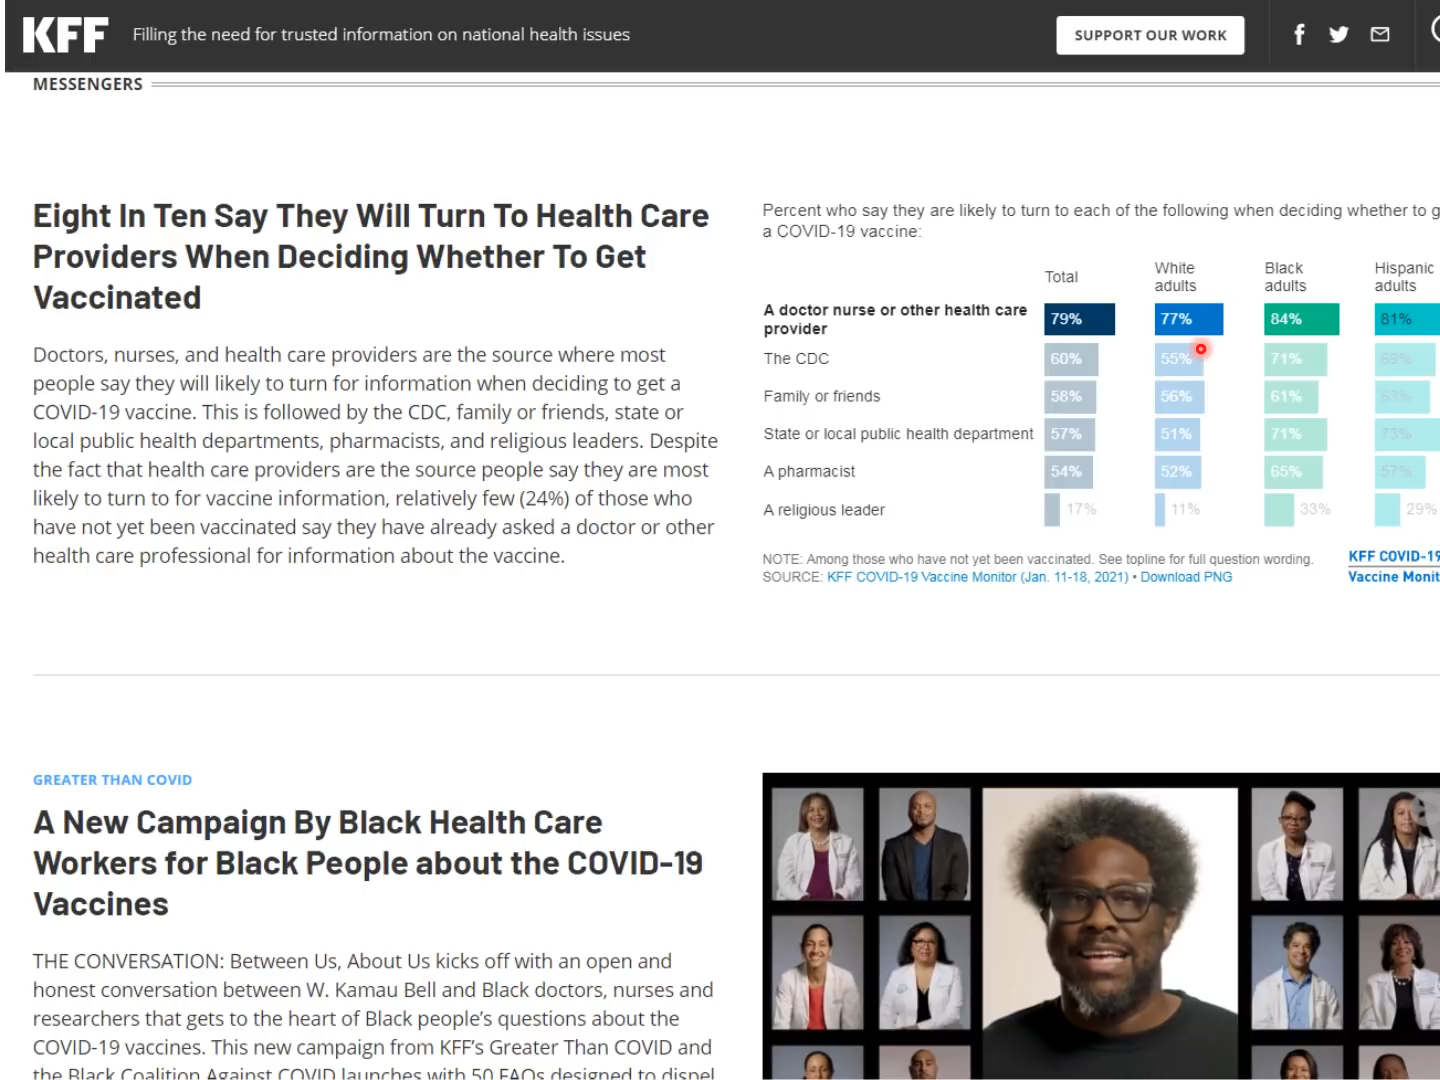 KFF Filling the need for trusted information on national health issues SUPPORT OUR WORK
MESSENGERS
Eight In Ten Say They Will Turn To Health Care
Providers When Deciding Whether To Get
Vaccinated
Doctors, nurses, and health care providers are the source where most
people say they will likely to turn for information when deciding to get a
COVID-19 vaccine. This is followed by the CDC, family or friends, state or
local public health departments, pharmacists, and religious leaders. Despite
the fact that health care providers are the source people say they are most
likely to turn to for vaccine information, relatively few (24%) of those who
have not yet been vaccinated say they have already asked a doctor or other
health care professional for information about the vaccine.
Percent who say they are likely to turn to each of the following when deciding whether to g
a COVID-19 vaccine:
Total White adults Black adults Hispanic adults
A doctor nurse or other health care provider 79% 77% 84% 81%
The CDC 60% 55% 71% 69%
Family or friends 58% 56% 61% 63%
State or local public health department 57% 51% 71% 73%
A pharmacist 54% 52% 65% 57%
A religious leader 17% 11% 33% 29%
NOTE: Among those who have not yet been vaccinated. See topline for full question wording.
SOURCE: KFF COVID-19 Vaccine Monitor (Jan. 11-18, 2021) • Download PNG
KFF COVID-19
Vaccine Monit
GREATER THAN COVID
A New Campaign By Black Health Care
Workers for Black People about the COVID-19
Vaccines
THE CONVERSATION: Between Us, About Us kicks off with an open and
honest conversation between W. Kamau Bell and Black doctors, nurses and
researchers that gets to the heart of Black people's questions about the
COVID-19 vaccines. This new campaign from KFF's Greater Than COVID and
the Black Coalition Against COVID launches with 50 FAQs designed to dispel